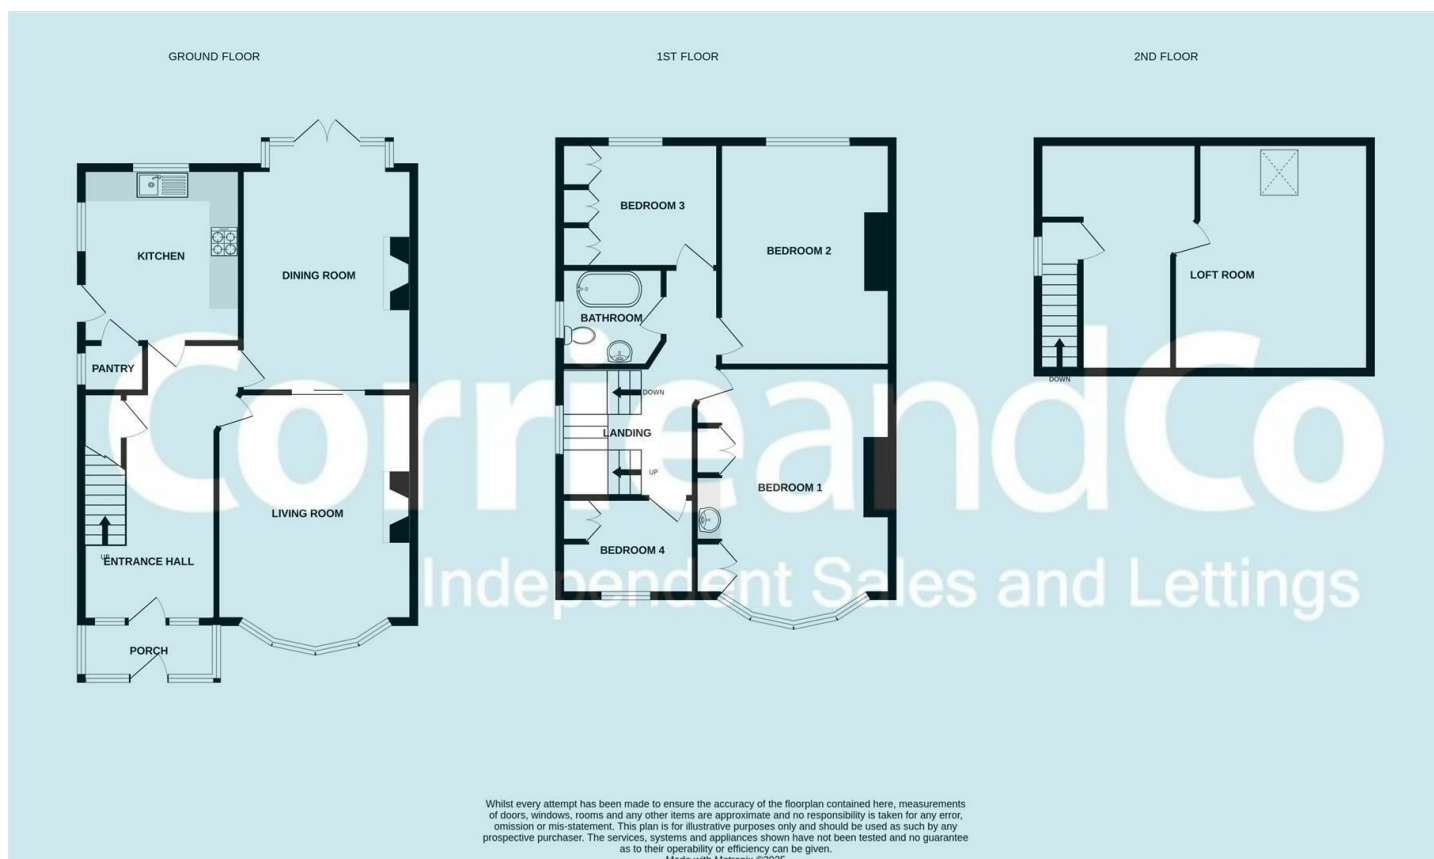 GROUND FLOOR
1ST FLOOR
2ND FLOOR
KITCHEN
DINING ROOM
PANTRY
LIVING ROOM
UP
ENTRANCE HALL
PORCH
BEDROOM 3
BEDROOM 2
BATHROOM
DOWN
LANDING
UP
BEDROOM 1
BEDROOM 4
LOFT ROOM
DOWN
CorrieandCo
Independent Sales and Lettings
Whilst every attempt has been made to ensure the accuracy of the floorplan contained here, measurements
of doors, windows, rooms and any other items are approximate and no responsibility is taken for any error,
omission or mis-statement. This plan is for illustrative purposes only and should be used as such by any
prospective purchaser. The services, systems and appliances shown have not been tested and no guarantee
as to their operability or efficiency can be given.
Made with Metropix ©2025